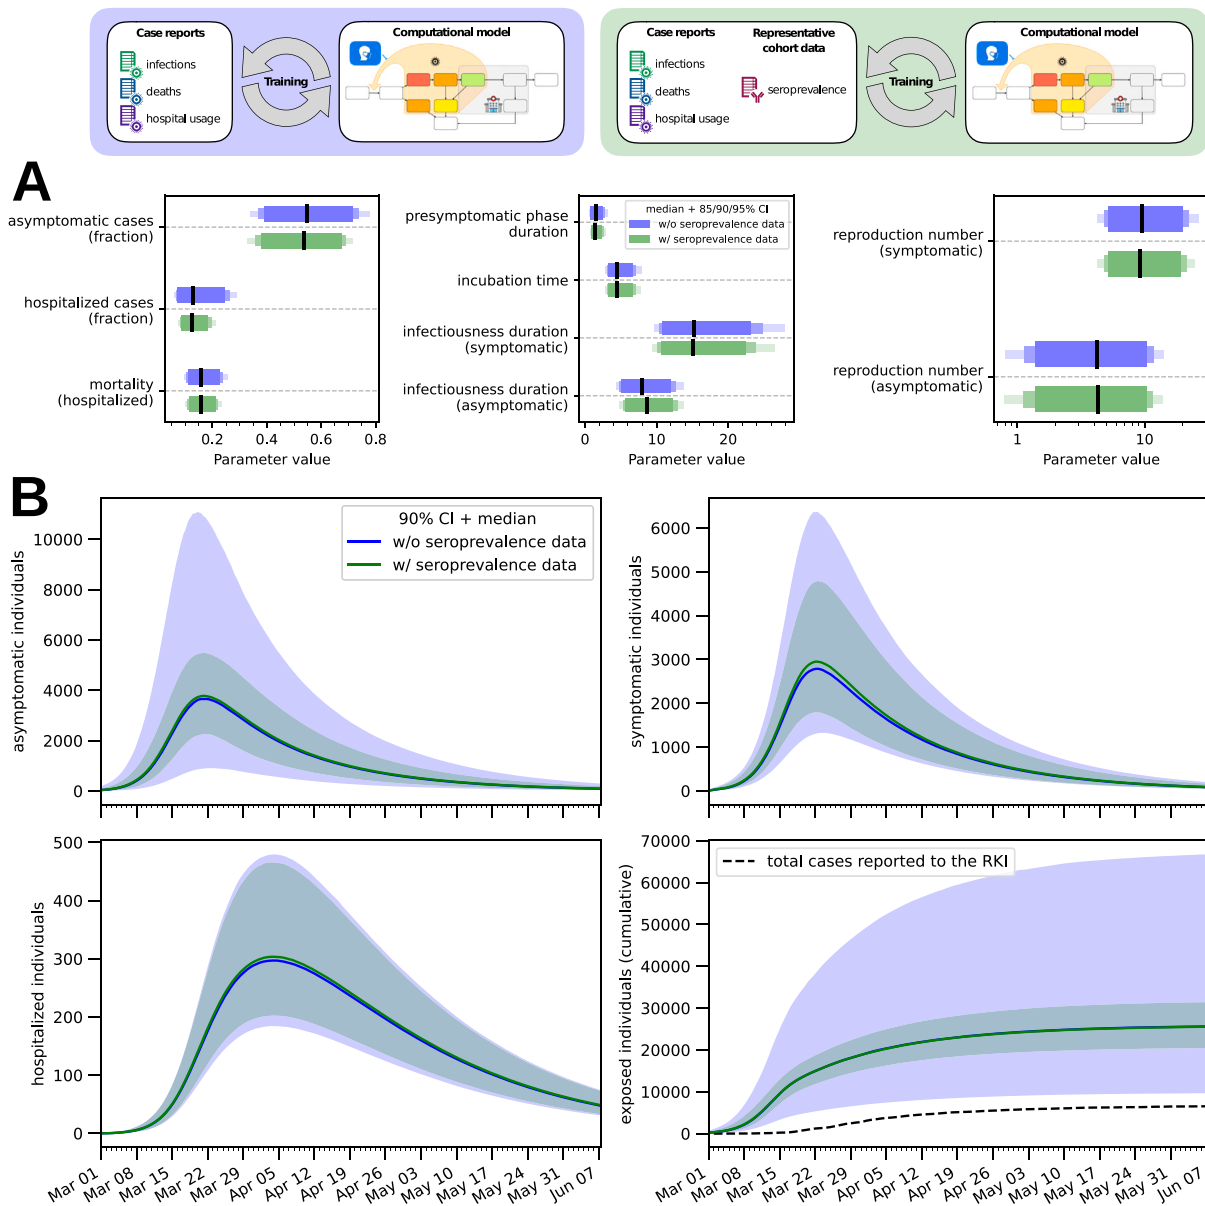 Case reports
infections
deaths
hospital usage
Training
Computational model
Case reports
infections
deaths
hospital usage
Representative
cohort data
seroprevalence
Training
Computational model
A
asymptomatic cases
(fraction)
hospitalized cases
(fraction)
mortality
(hospitalized)
0.2 0.4 0.6 0.8
Parameter value
presymptomatic phase
duration
incubation time
infectiousness duration
(symptomatic)
infectiousness duration
(asymptomatic)
median + 85/90/95% CI
w/o seroprevalence data
w/ seroprevalence data
0 10 20
Parameter value
reproduction number
(symptomatic)
reproduction number
(asymptomatic)
1 10
Parameter value
B
asymptomatic individuals
10000
8000
6000
4000
2000
0
90% CI + median
w/o seroprevalence data
w/ seroprevalence data
symptomatic individuals
6000
5000
4000
3000
2000
1000
0
hospitalized individuals
500
400
300
200
100
0
Mar 01 Mar 08 Mar 15 Mar 22 Mar 29 Apr 05 Apr 12 Apr 19 Apr 26 May 03 May 10 May 17 May 24 May 31 Jun 07
exposed individuals (cumulative)
70000
60000
50000
40000
30000
20000
10000
0
total cases reported to the RKI
Mar 01 Mar 08 Mar 15 Mar 22 Mar 29 Apr 05 Apr 12 Apr 19 Apr 26 May 03 May 10 May 17 May 24 May 31 Jun 07